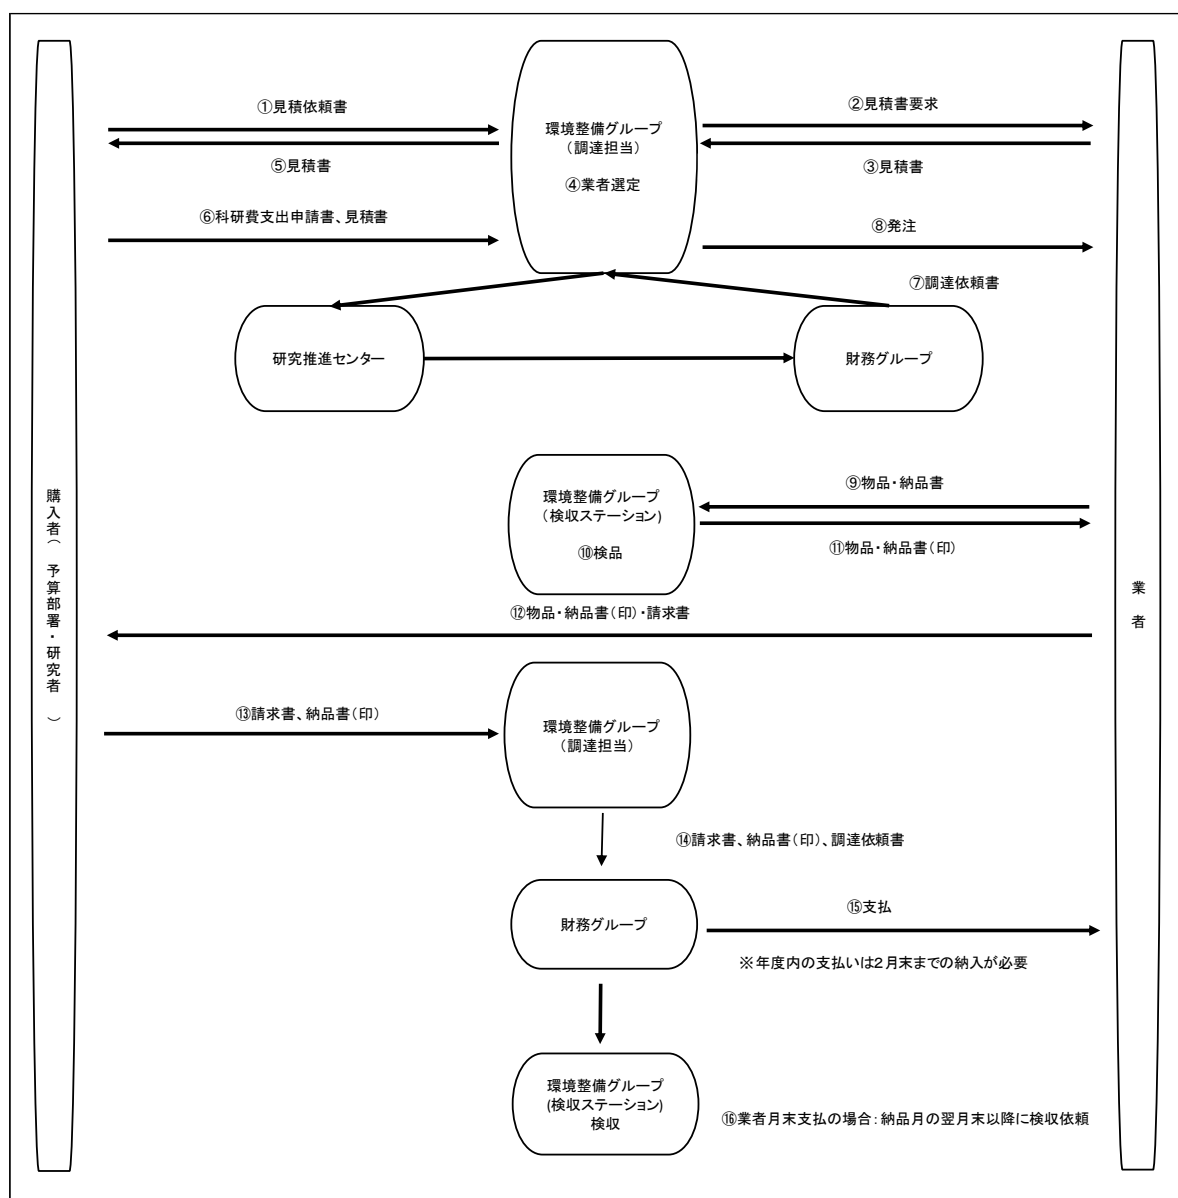 ①見積依頼書
②見積書要求
環境整備グループ
（調達担当）
⑤見積書
③見積書
④業者選定
⑥科研費支出申請書、見積書
⑧発注
⑦調達依頼書
研究推進センター
財務グループ
購入者（予算部署・研究者）
業者
環境整備グループ
（検収ステーション)
⑨物品・納品書
⑩検品
⑪物品・納品書（印）
⑫物品・納品書（印）・請求書
⑬請求書、納品書（印）
環境整備グループ
（調達担当）
⑭請求書、納品書（印）、調達依頼書
財務グループ
⑮支払
※年度内の支払いは２月末までの納入が必要
環境整備グループ
(検収ステーション)
検収
⑯業者月末支払の場合：納品月の翌月末以降に検収依頼